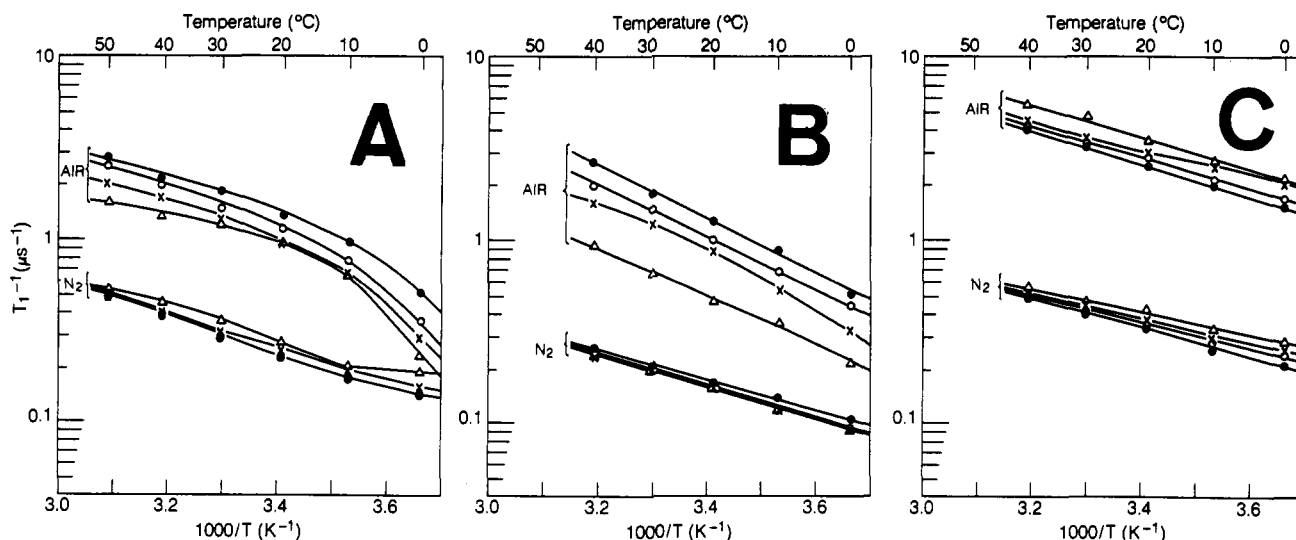 Temperature (°C)
50 40 30 20 10 0
10
1
0.1
T₁⁻¹ (μs⁻¹)
AIR
N₂
A
3.0 3.2 3.4 3.6
1000/T (K⁻¹)
Temperature (°C)
50 40 30 20 10 0
10
1
0.1
AIR
N₂
B
3.0 3.2 3.4 3.6
1000/T (K⁻¹)
Temperature (°C)
50 40 30 20 10 0
10
1
0.1
AIR
N₂
C
3.0 3.2 3.4 3.6
1000/T (K⁻¹)